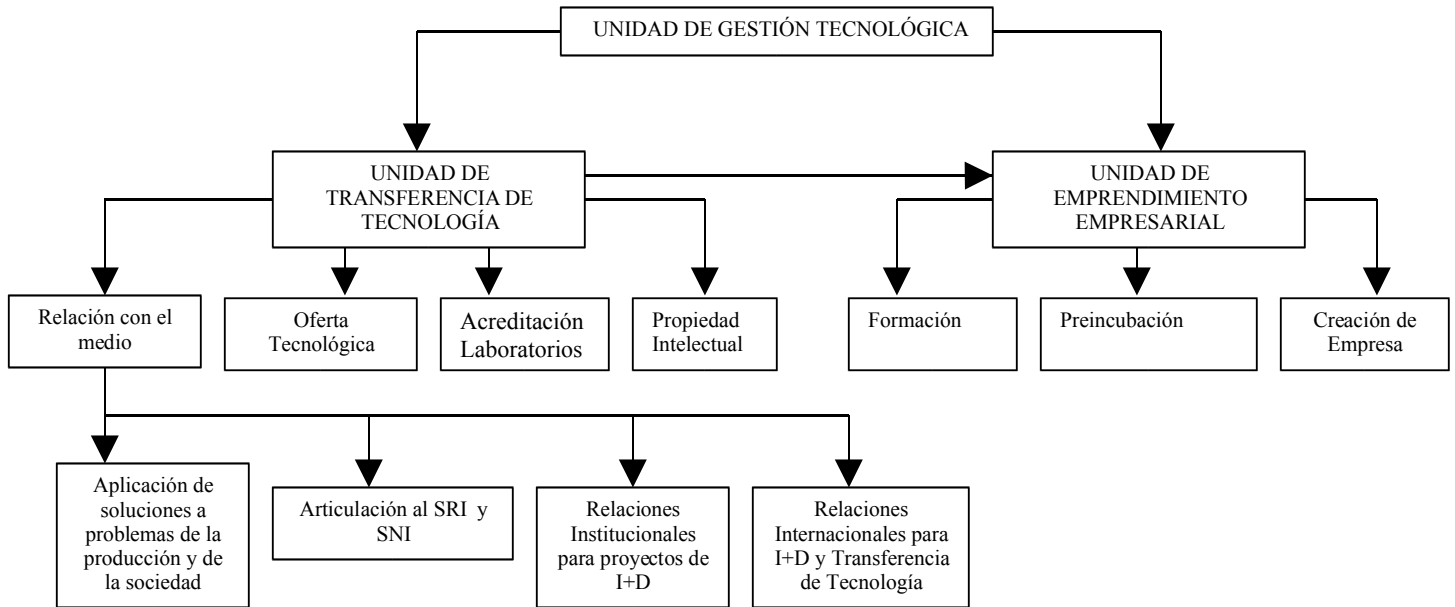 UNIDAD DE GESTIÓN TECNOLÓGICA
UNIDAD DE
TRANSFERENCIA DE
TECNOLOGÍA
UNIDAD DE
EMPRENDIMIENTO
EMPRESARIAL
Relación con el
medio
Oferta
Tecnológica
Acreditación
Laboratorios
Propiedad
Intelectual
Formación
Preincubación
Creación de
Empresa
Aplicación de
soluciones a
problemas de la
producción y de
la sociedad
Articulación al SRI y
SNI
Relaciones
Institucionales
para proyectos de
I+D
Relaciones
Internacionales para
I+D y Transferencia
de Tecnología